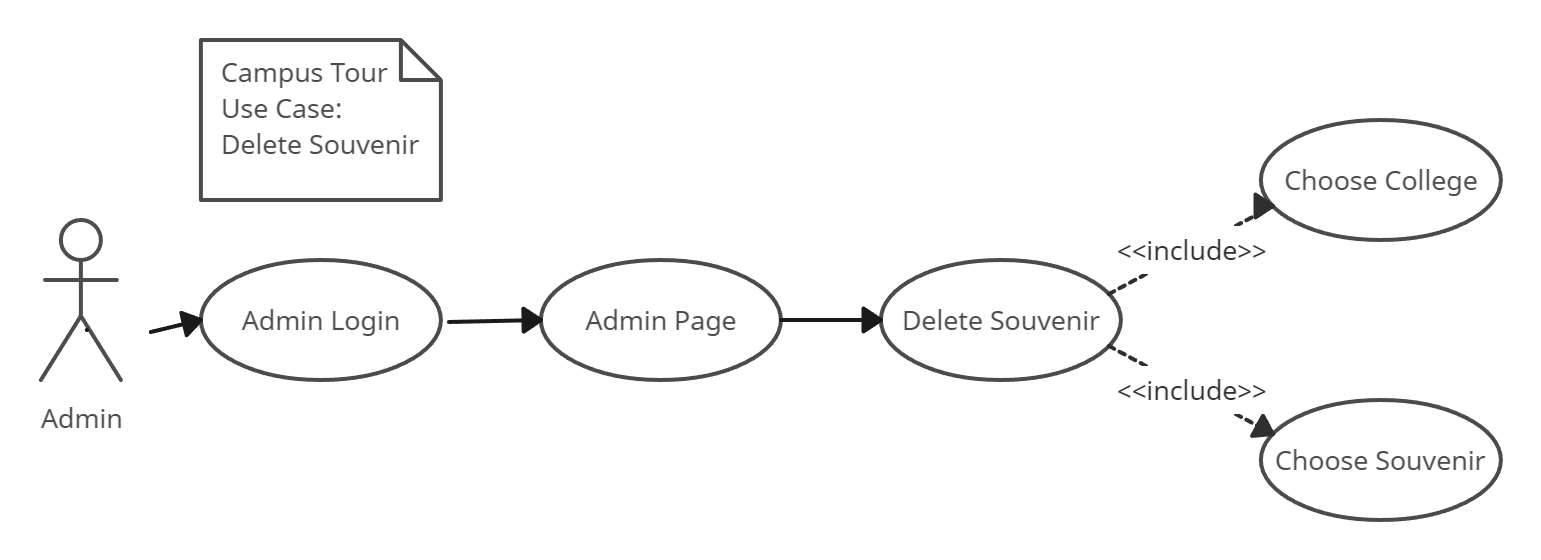 Campus Tour
Use Case:
Delete Souvenir
Choose College
<<include>>
Admin Login
Admin Page
Delete Souvenir
<<include>>
Admin
Choose Souvenir